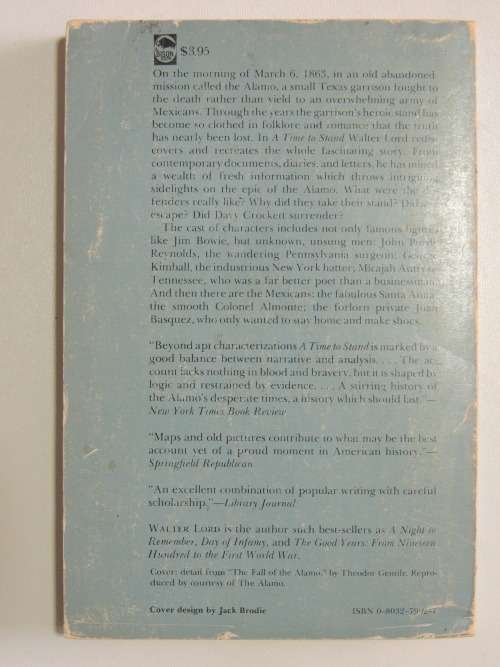 BISON BOOK $3.95
On the morning of March 6, 1863, in an old abandoned
mission called the Alamo, a small Texas garrison fought to
the death rather than yield to an overwhelming army of
Mexicans. Through the years the garrison's heroic stand has
become so clothed in folklore and romance that the truth
has nearly been lost. In A Time to Stand Walter Lord redis-
covers and recreates the whole fascinating story. From
contemporary documents, diaries, and letters, he has mined
a wealth of fresh information which throws intriguing
sidelights on the epic of the Alamo. What were the de-
fenders really like? Why did they take their stand? Did any
escape? Did Davy Crockett surrender?
The cast of characters includes not only famous figures
like Jim Bowie, but unknown, unsung men: John Purdy
Reynolds, the wandering Pennsylvania surgeon; George
Kimball, the industrious New York hatter; Micajah Autry of
Tennessee, who was a far better poet than a businessman.
And then there are the Mexicans: the fabulous Santa Anna;
the smooth Colonel Almonte; the forlorn private Juan
Basquez, who only wanted to stay home and make shoes.
"Beyond apt characterizations A Time to Stand is marked by a
good balance between narrative and analysis. . . . The ac-
count lacks nothing in blood and bravery, but it is shaped by
logic and restrained by evidence. . . . A stirring history of
the Alamo's desperate times, a history which should last."—
New York Times Book Review
"Maps and old pictures contribute to what may be the best
account yet of a proud moment in American history."—
Springfield Republican
"An excellent combination of popular writing with careful
scholarship."—Library Journal
WALTER LORD is the author such best-sellers as A Night to
Remember, Day of Infamy, and The Good Years: From Nineteen
Hundred to the First World War.
Cover: detail from "The Fall of the Alamo," by Theodor Gentilz. Repro-
duced by courtesy of The Alamo.
Cover design by Jack Brodie ISBN 0-8032-